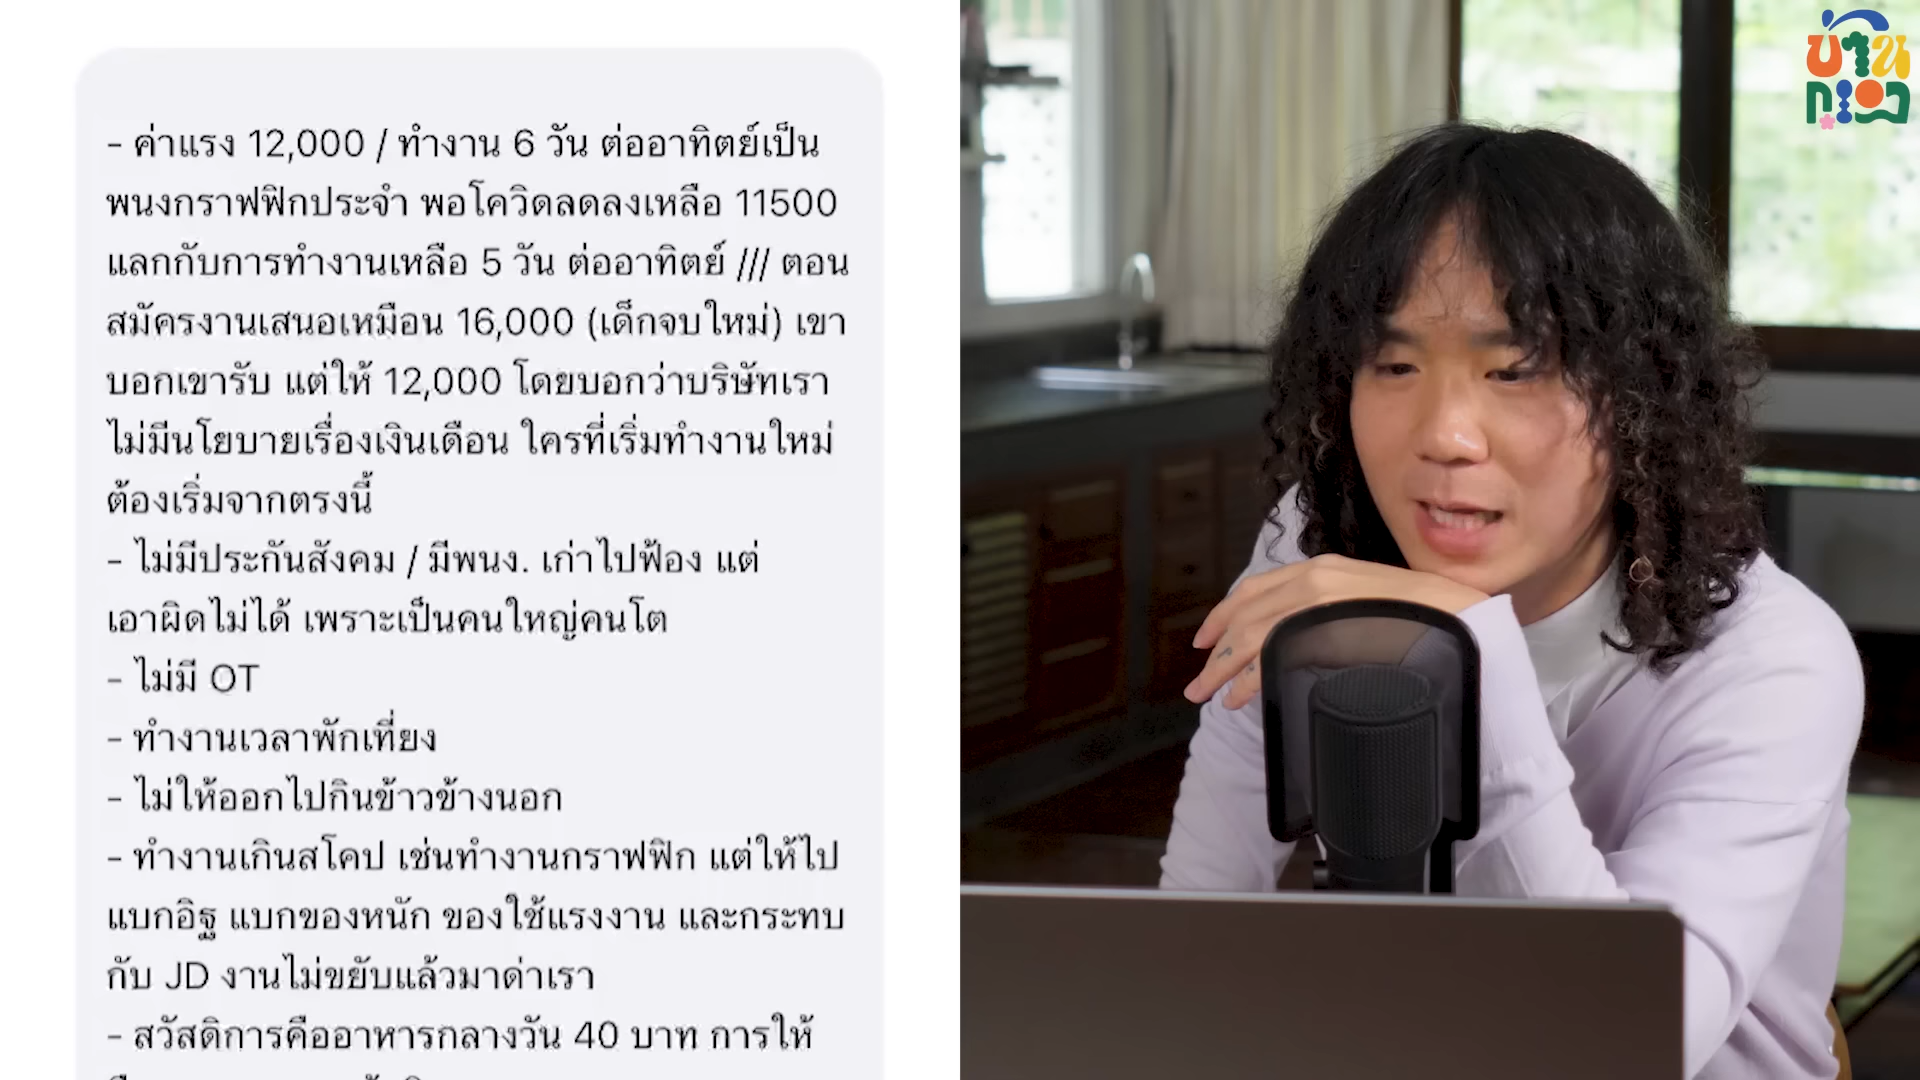 - ค่าแรง 12,000 / ทำงาน 6 วัน ต่ออาทิตย์เป็น
พนงกราฟฟิกประจำ พอโควิดลดลงเหลือ 11500
แลกกับการทำงานเหลือ 5 วัน ต่ออาทิตย์ /// ตอน
สมัครงานเสนอเหมือน 16,000 (เด็กจบใหม่) เขา
บอกเขารับ แต่ให้ 12,000 โดยบอกว่าบริษัทเรา
ไม่มีนโยบายเรื่องเงินเดือน ใครที่เริ่มทำงานใหม่
ต้องเริ่มจากตรงนี้
- ไม่มีประกันสังคม / มีพนง. เก่าไปฟ้อง แต่
เอาผิดไม่ได้ เพราะเป็นคนใหญ่คนโต
- ไม่มี OT
- ทำงานเวลาพักเที่ยง
- ไม่ให้ออกไปกินข้าวข้างนอก
- ทำงานเกินสโคป เช่นทำงานกราฟฟิก แต่ให้ไป
แบกอิฐ แบกของหนัก ของใช้แรงงาน และกระทบ
กับ JD งานไม่ขยับแล้วมาด่าเรา
- สวัสดิการคืออาหารกลางวัน 40 บาท การให้
บ้าน
กูเอง